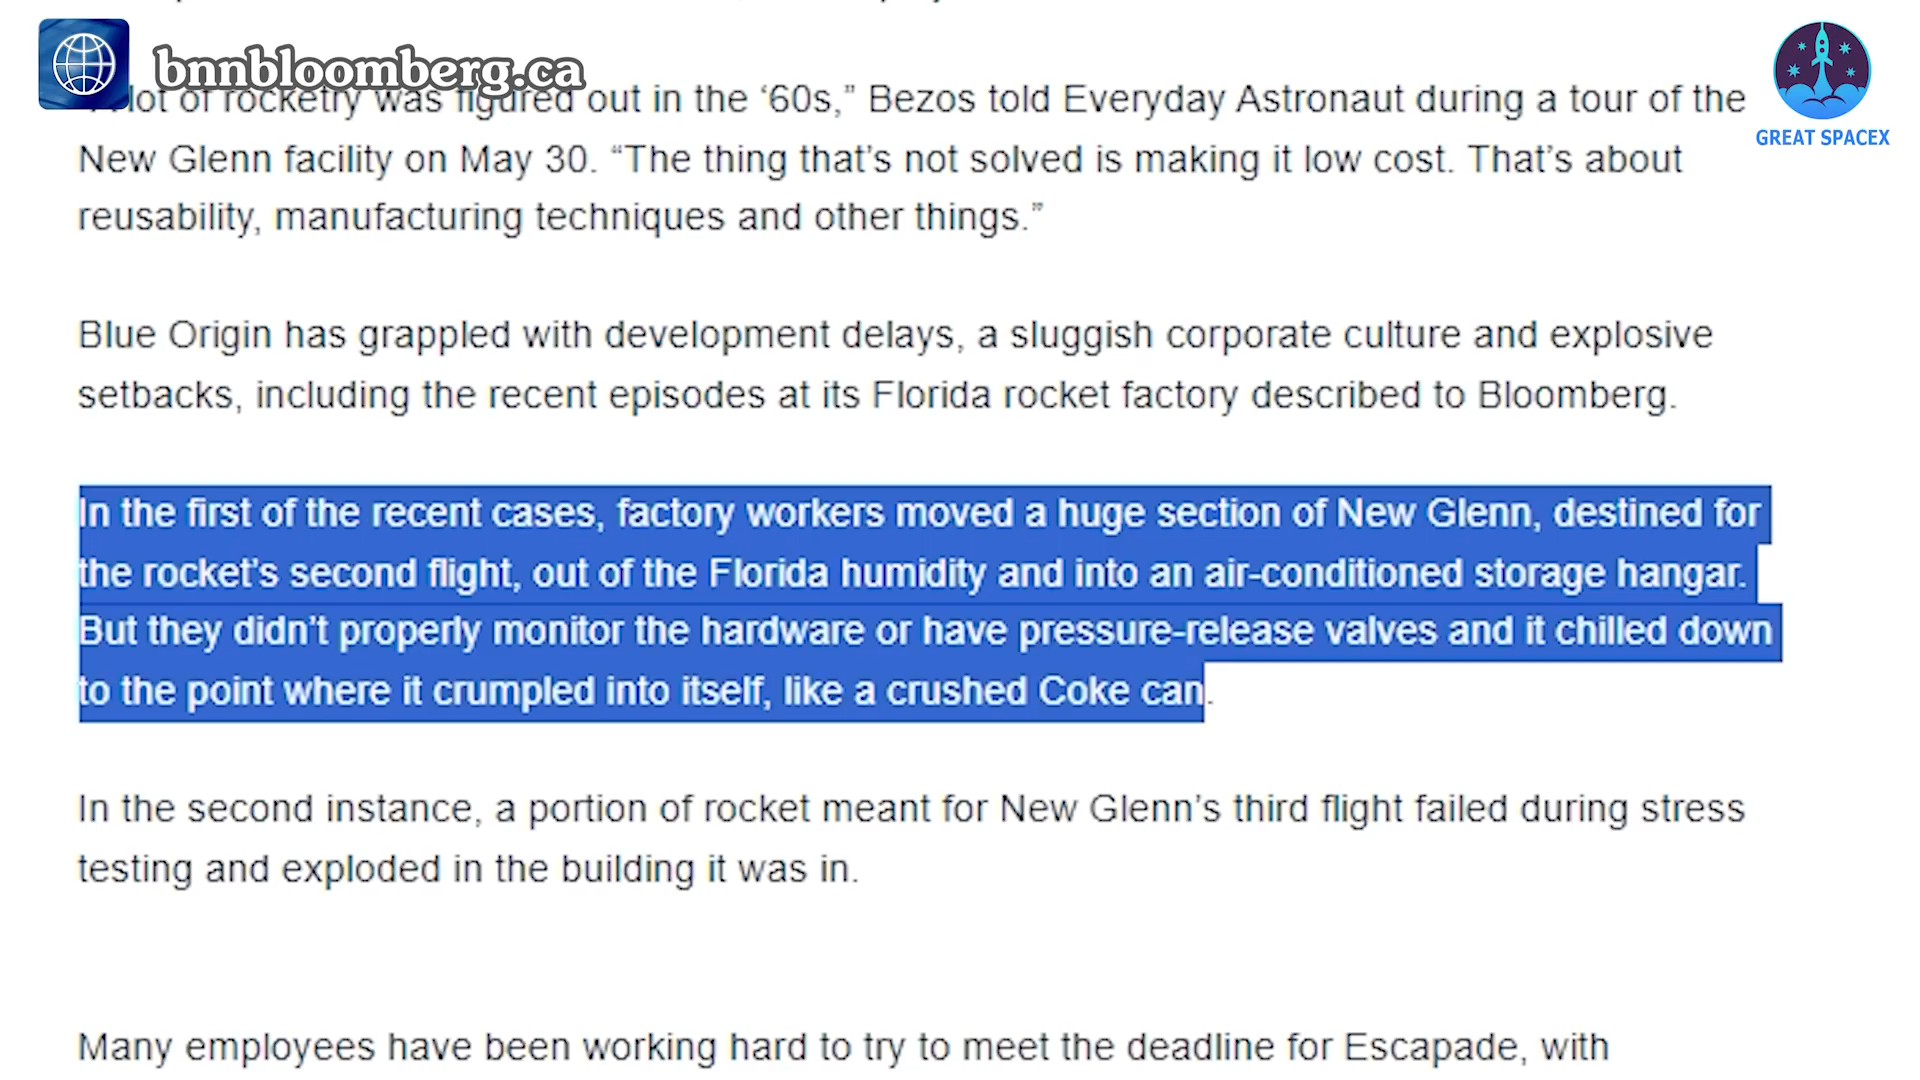 bnnbloomberg.ca
GREAT SPACEX
lot of rocketry was figured out in the ‘60s,” Bezos told Everyday Astronaut during a tour of the
New Glenn facility on May 30. “The thing that’s not solved is making it low cost. That’s about
reusability, manufacturing techniques and other things.”
Blue Origin has grappled with development delays, a sluggish corporate culture and explosive
setbacks, including the recent episodes at its Florida rocket factory described to Bloomberg.
In the first of the recent cases, factory workers moved a huge section of New Glenn, destined for
the rocket’s second flight, out of the Florida humidity and into an air-conditioned storage hangar.
But they didn’t properly monitor the hardware or have pressure-release valves and it chilled down
to the point where it crumpled into itself, like a crushed Coke can.
In the second instance, a portion of rocket meant for New Glenn’s third flight failed during stress
testing and exploded in the building it was in.
Many employees have been working hard to try to meet the deadline for Escapade, with